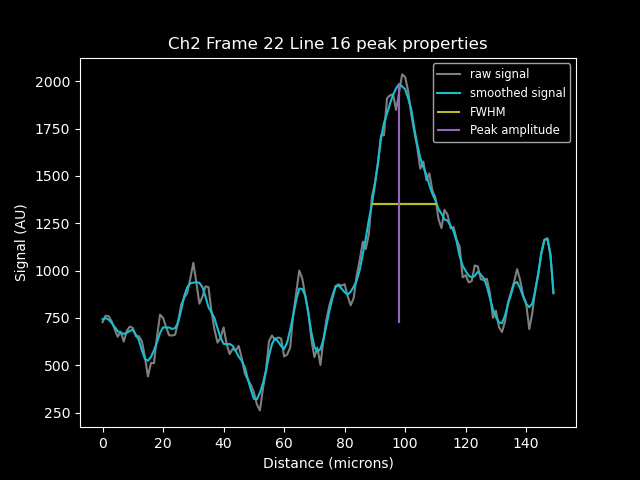 Ch2 Frame 22 Line 16 peak properties
raw signal
smoothed signal
FWHM
Peak amplitude
Signal (AU)
2000
1750
1500
1250
1000
750
500
250
0 20 40 60 80 100 120 140
Distance (microns)